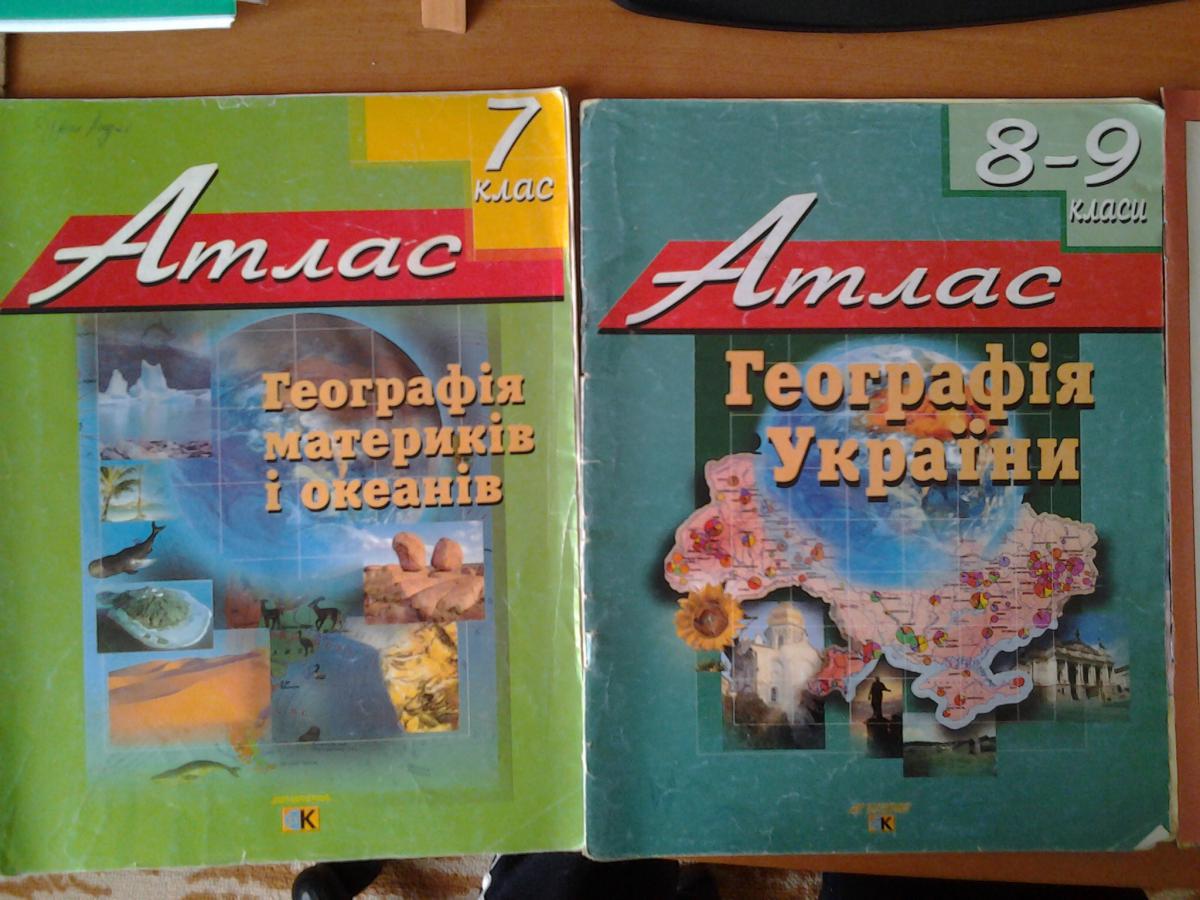 7
клас
Атлас
Географія
материків
і океанів
К
8-9
класи
Атлас
Географія
України
К